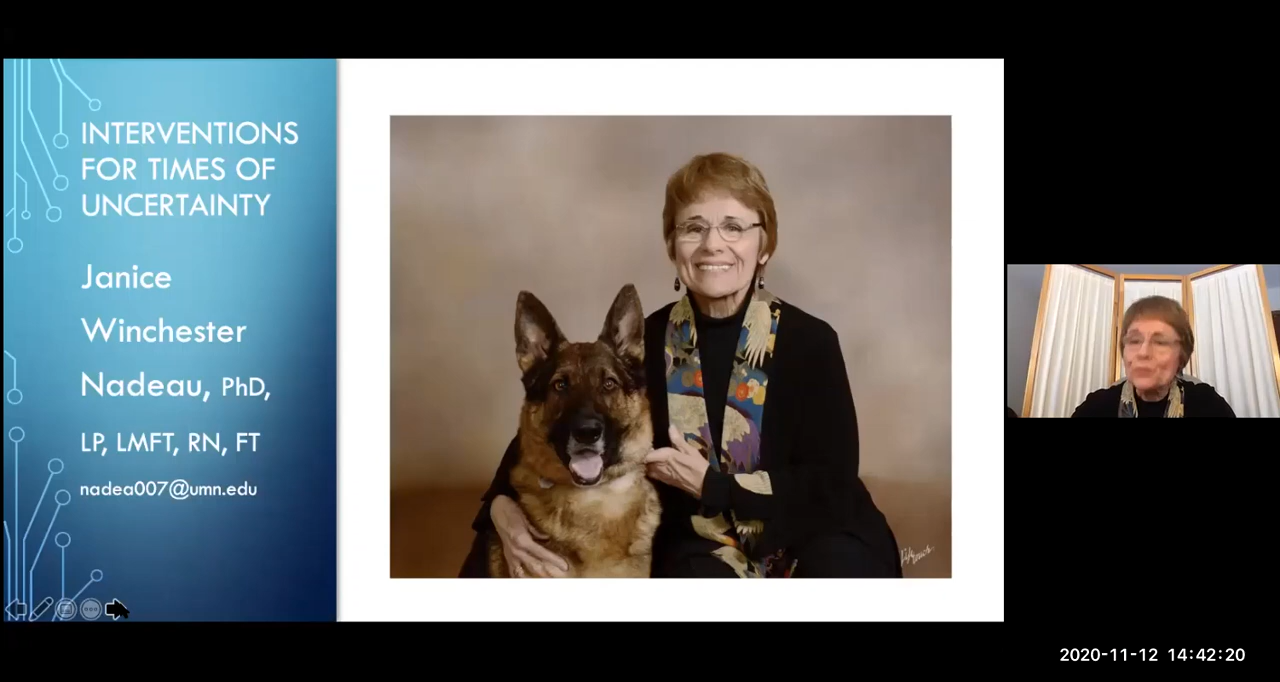 INTERVENTIONS
FOR TIMES OF
UNCERTAINTY
Janice
Winchester
Nadeau, PhD,
LP, LMFT, RN, FT
nadea007@umn.edu
2020-11-12 14:42:20